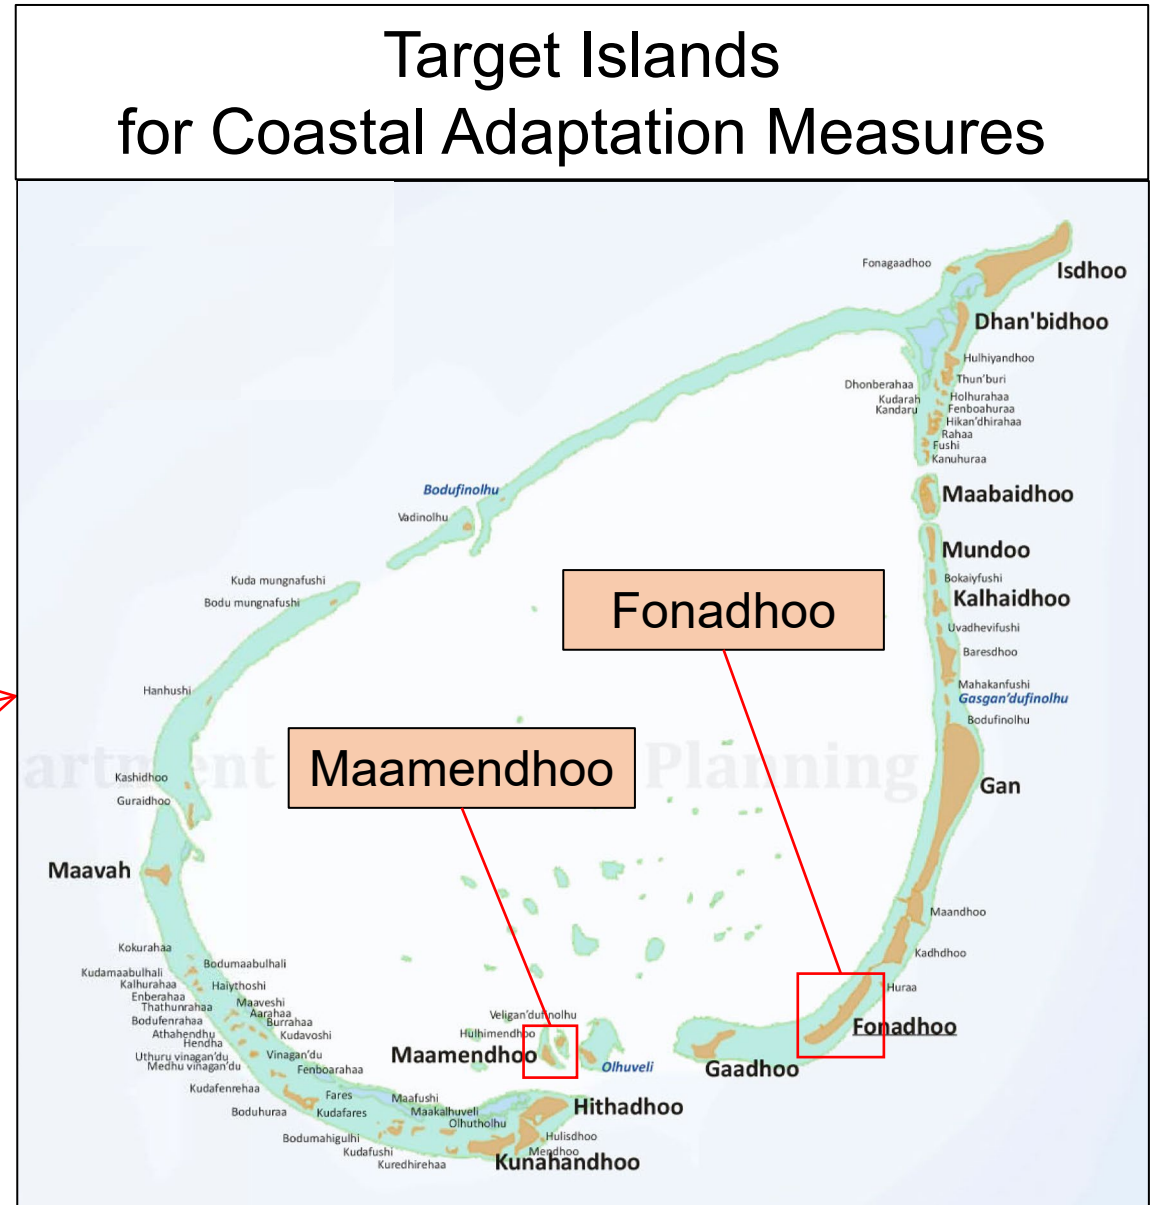 Target Islands
for Coastal Adaptation Measures
Fonagaadhoo
Isdhoo
Dhan'bidhoo
Hulhiyandhoo
Thun'buri
Dhonberahaa
Holhurahaa
Kudarah
Fenboahuraa
Kandaru
Hikan'dhirahaa
Rahaa
Fushi
Kanuhuraa
Bodufinolhu
Maabaidhoo
Vadinolhu
Mundoo
Kuda mungnafushi
Bokaiyfushi
Bodu mungnafushi
Kalhaidhoo
Fonadhoo
Uvadhevifushi
Baresdhoo
Hanhushi
Mahakanfushi
Gasgan'dufinolhu
Bodufinolhu
Maamendhoo
artment
Planning
Kashidhoo
Gan
Guraidhoo
Maavah
Maandhoo
Kokurahaa
Kadhdhoo
Bodumaabulhali
Kudamaabulhali
Kalhurahaa
Haiythoshi
Huraa
Enberahaa
Maaveshi
Thathunrahaa
Aarahaa
Veligan'dufinolhu
Bodufenrahaa
Burrahaa
Fonadhoo
Athahendhu
Kudavoshi
Hulhimendhoo
Hendha
Maamendhoo
Uthuru vinagan'du
Vinagan'du
Medhu vinagan'du
Fenboarahaa
Olhuveli
Gaadhoo
Kudafenrehaa
Fares
Maafushi
Hithadhoo
Boduhuraa
Kudafares
Maakalhuveli
Olhutholhu
Bodumahigulhi
Hulisdhoo
Kudafushi
Mendhoo
Kuredhirehaa
Kunahandhoo